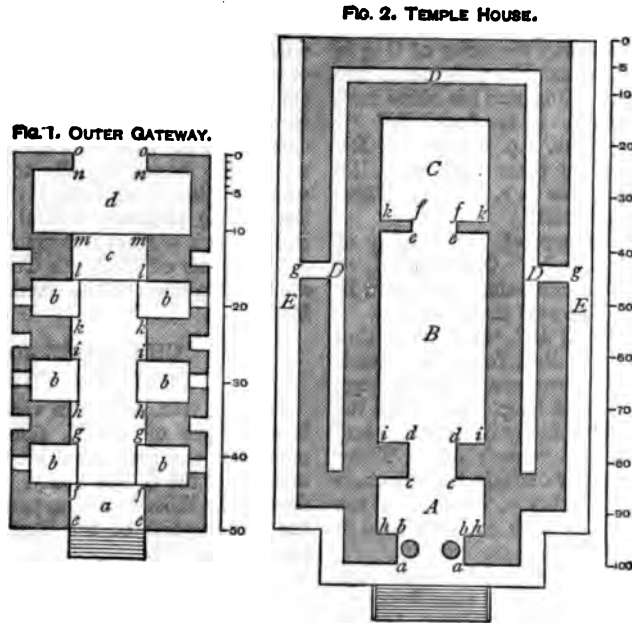 FIG. 2. TEMPLE HOUSE.
FIG. 1. OUTER GATEWAY.
o o
n n
d
m m
c
l l
b b
k k
i i
b b
h h
g g
b b
f f
a
e e
0
5
10
20
30
40
50
D
C
k f f k
e e
g D D g
E E
B
i d d i
c c
A
h b b h
a a
0
5
10
20
30
40
50
60
70
80
90
100